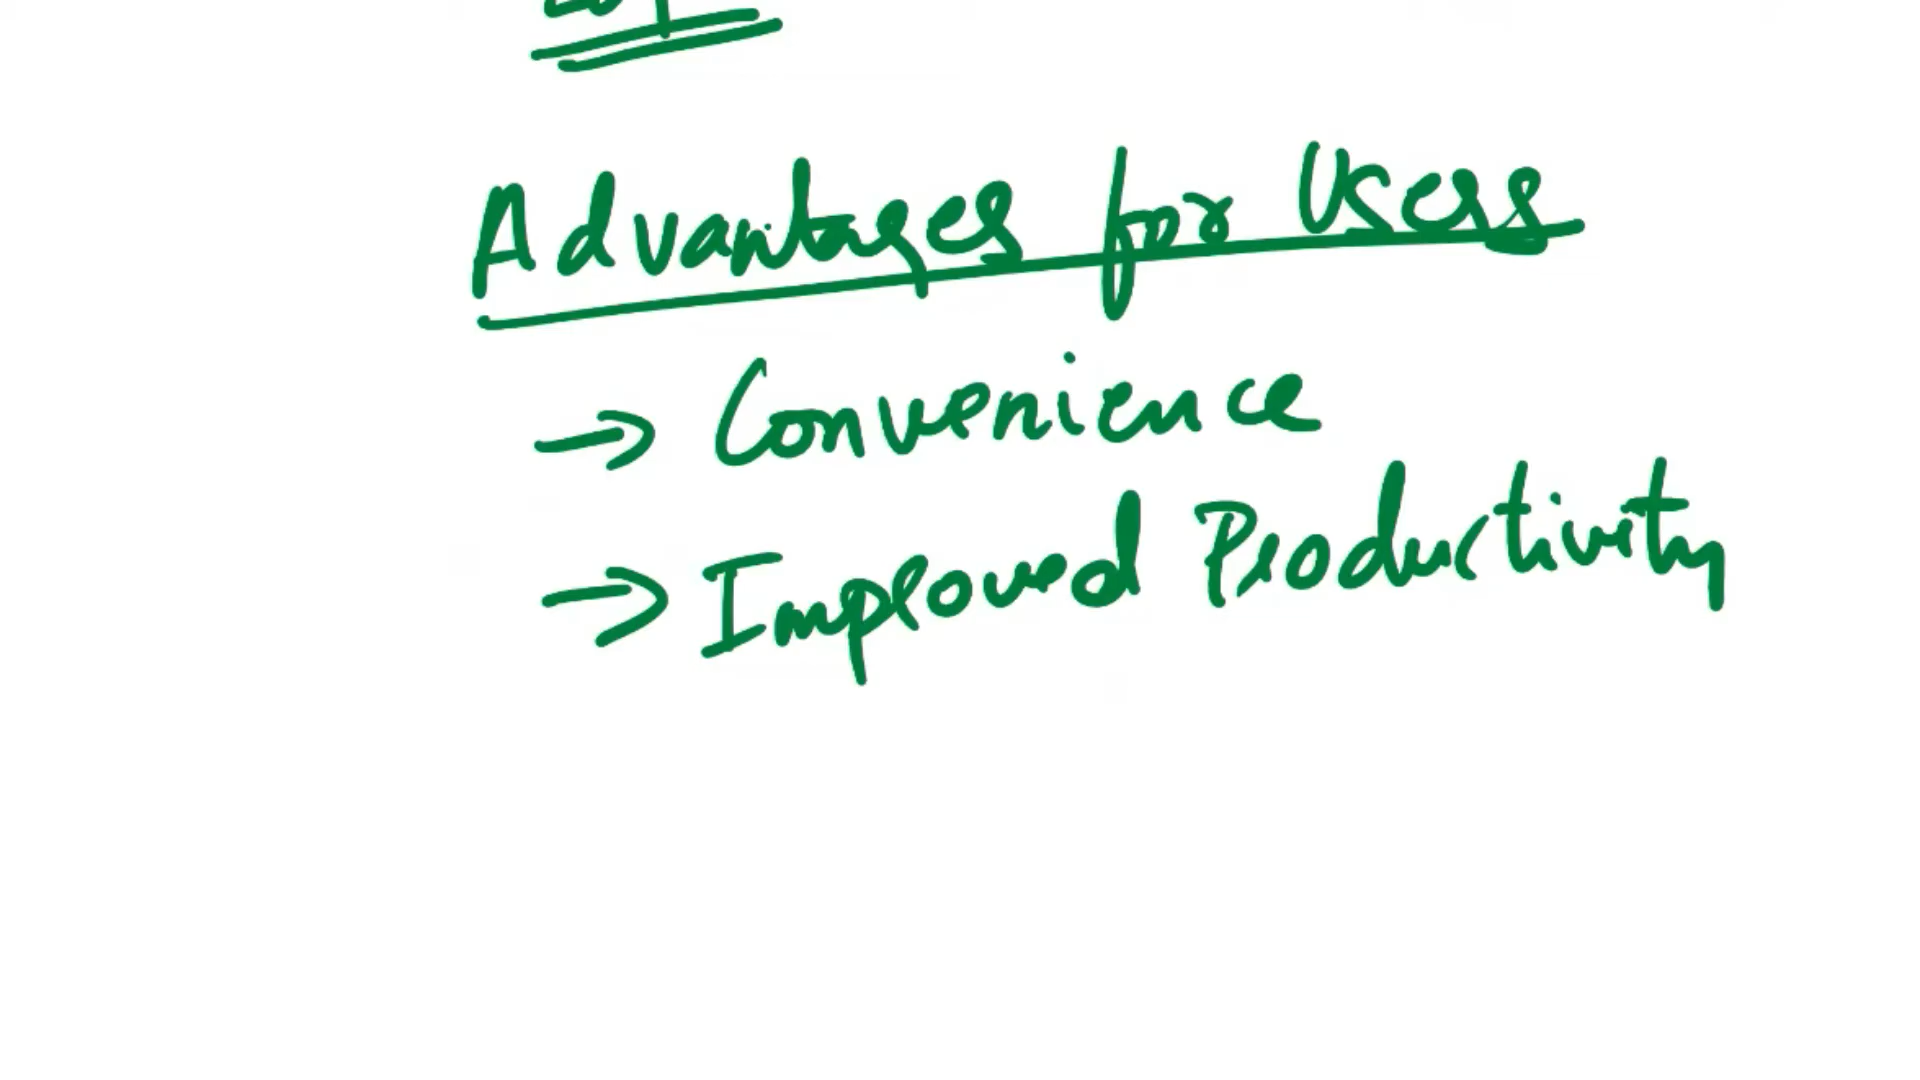 Advantages for Users
→ Convenience
→ Improved Productivity